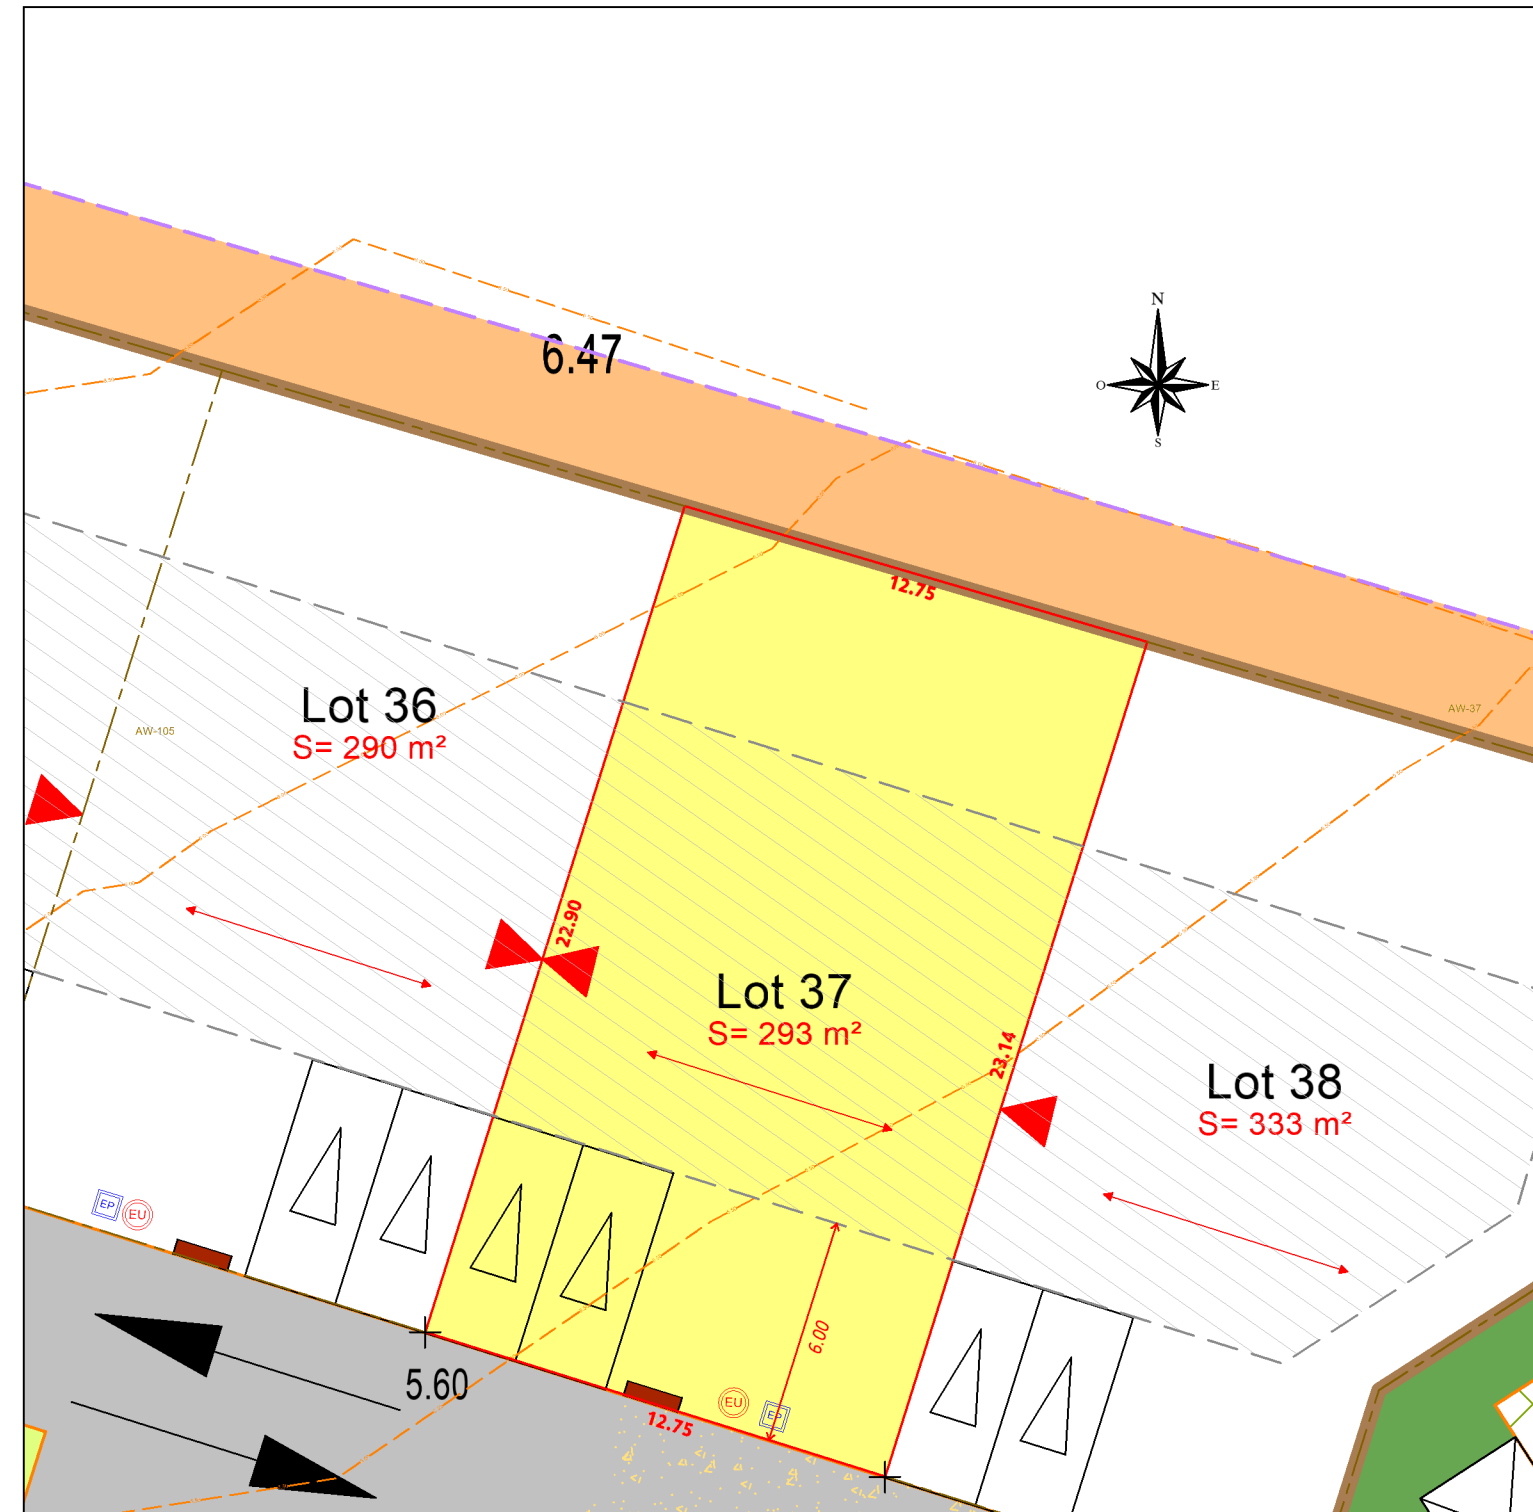 N
6.47
O
E
S
12.75
Lot 36
S= 290 m²
AW-37
AW-105
22.90
Lot 37
S= 293 m²
23.14
Lot 38
S= 333 m²
EP
EU
6.00
5.60
EU
EP
12.75